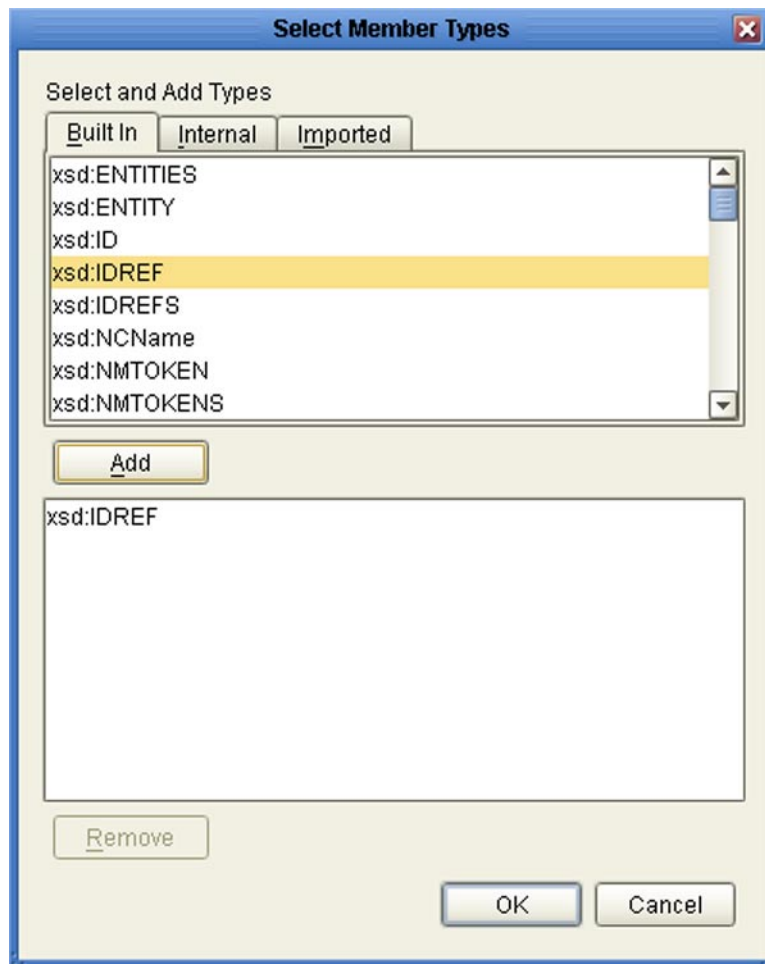 Select Member Types
Select and Add Types
Built In Internal Imported
xsd:ENTITIES
xsd:ENTITY
xsd:ID
xsd:IDREF
xsd:IDREFS
xsd:NCName
xsd:NMTOKEN
xsd:NMTOKENS
Add
xsd:IDREF
Remove
OK Cancel